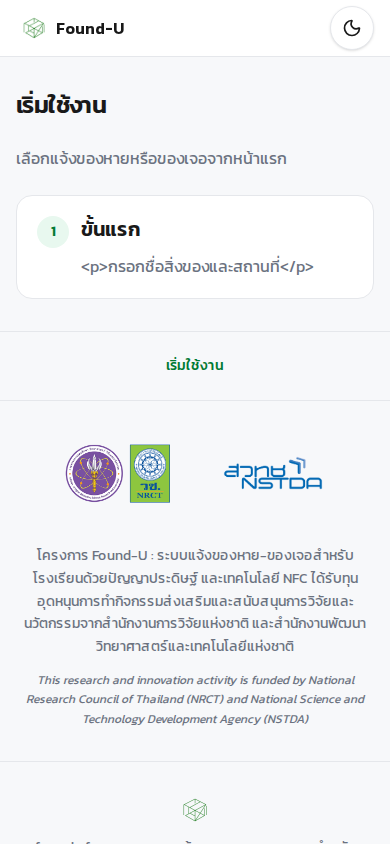 Found-U
เริ่มใช้งาน
เลือกแจ้งของหายหรือของเจอจากหน้าแรก
1
ขั้นแรก
<p>กรอกชื่อสิ่งของและสถานที่</p>
เริ่มใช้งาน
วช.
NRCT
สวทช
NSTDA
โครงการ Found-U : ระบบแจ้งของหาย-ของเจอสำหรับ
โรงเรียนด้วยปัญญาประดิษฐ์ และเทคโนโลยี NFC ได้รับทุน
อุดหนุนการทำกิจกรรมส่งเสริมและสนับสนุนการวิจัยและ
นวัตกรรมจากสำนักงานการวิจัยแห่งชาติ และสำนักงานพัฒนา
วิทยาศาสตร์และเทคโนโลยีแห่งชาติ
This research and innovation activity is funded by National
Research Council of Thailand (NRCT) and National Science and
Technology Development Agency (NSTDA)